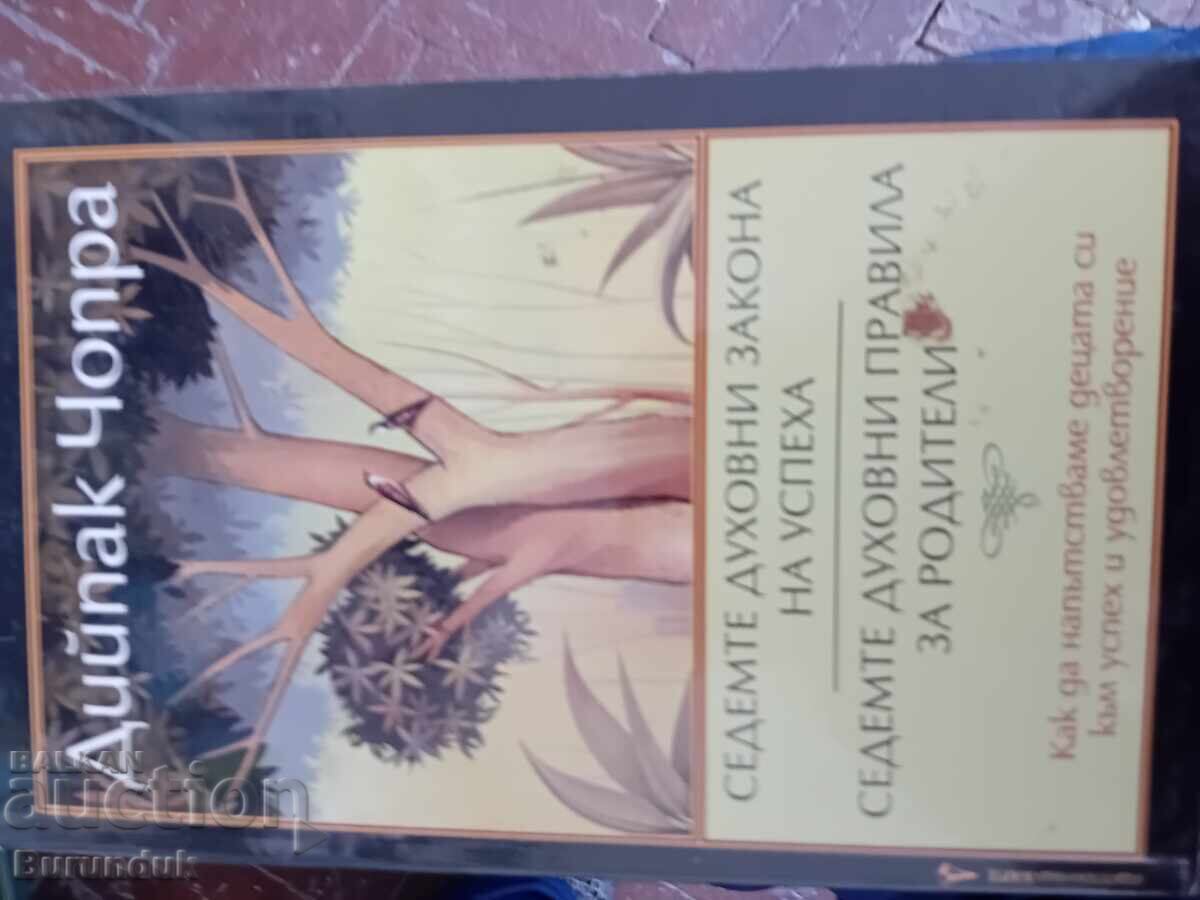 Дийпак Чопра
СЕДЕМТЕ ДУХОВНИ ЗАКОНА
НА УСПЕХА
СЕДЕМТЕ ДУХОВНИ ПРАВИЛА
ЗА РОДИТЕЛИ
Как да напътстваме децата си
към успех и удовлетворение
BALKAN
auction
Burunduk